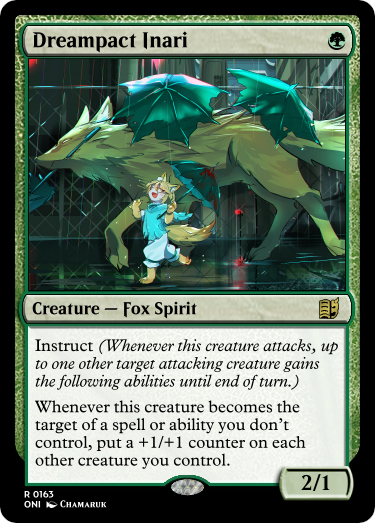 Dreampact Inari
Creature — Fox Spirit
Instruct (Whenever this creature attacks, up
to one other target attacking creature gains
the following abilities until end of turn.)
Whenever this creature becomes the
target of a spell or ability you don’t
control, put a +1/+1 counter on each
other creature you control.
2/1
R 0163
ONI Chamaruk